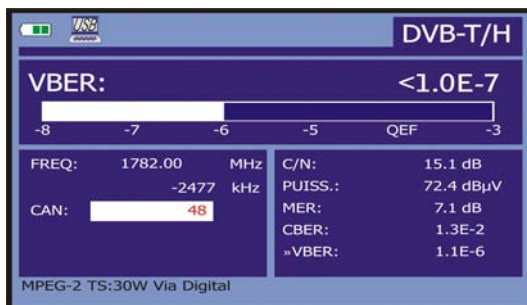 USB
DVB-T/H
VBER: <1.0E-7
-8 -7 -6 -5 QEF -3
FREQ: 1782.00 MHz
-2477 kHz
CAN: 48
C/N: 15.1 dB
PUISS.: 72.4 dBµV
MER: 7.1 dB
CBER: 1.3E-2
»VBER: 1.1E-6
MPEG-2 TS:30W Via Digital